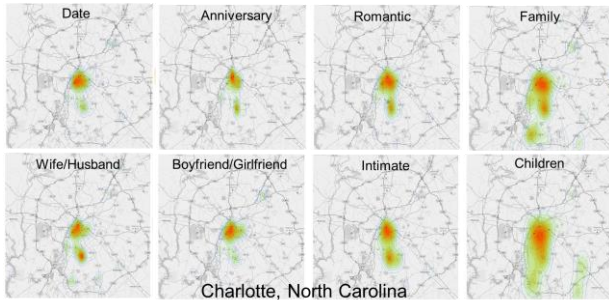 Date
Anniversary
Romantic
Family
Wife/Husband
Boyfriend/Girlfriend
Intimate
Children
Charlotte, North Carolina